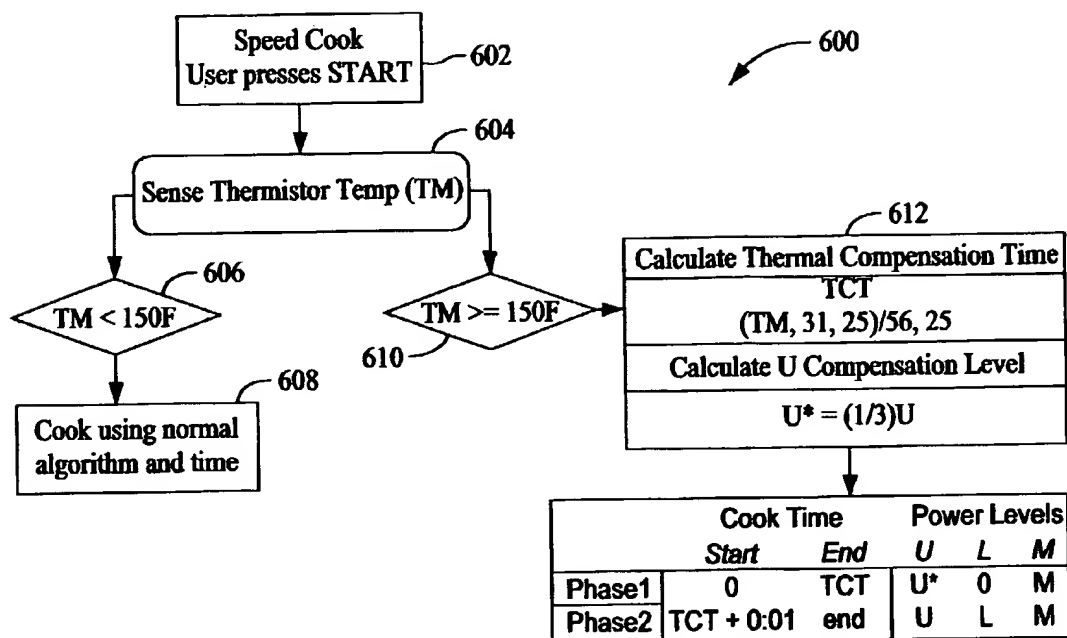 Speed Cook
User presses START
602
600
604
Sense Thermistor Temp (TM)
606
TM < 150F
TM >= 150F
610
612
Calculate Thermal Compensation Time
TCT
(TM, 31, 25)/56, 25
Calculate U Compensation Level
U* = (1/3)U
608
Cook using normal
algorithm and time
Cook Time Power Levels
Start End U L M
Phase1 0 TCT U* 0 M
Phase2 TCT + 0:01 end U L M